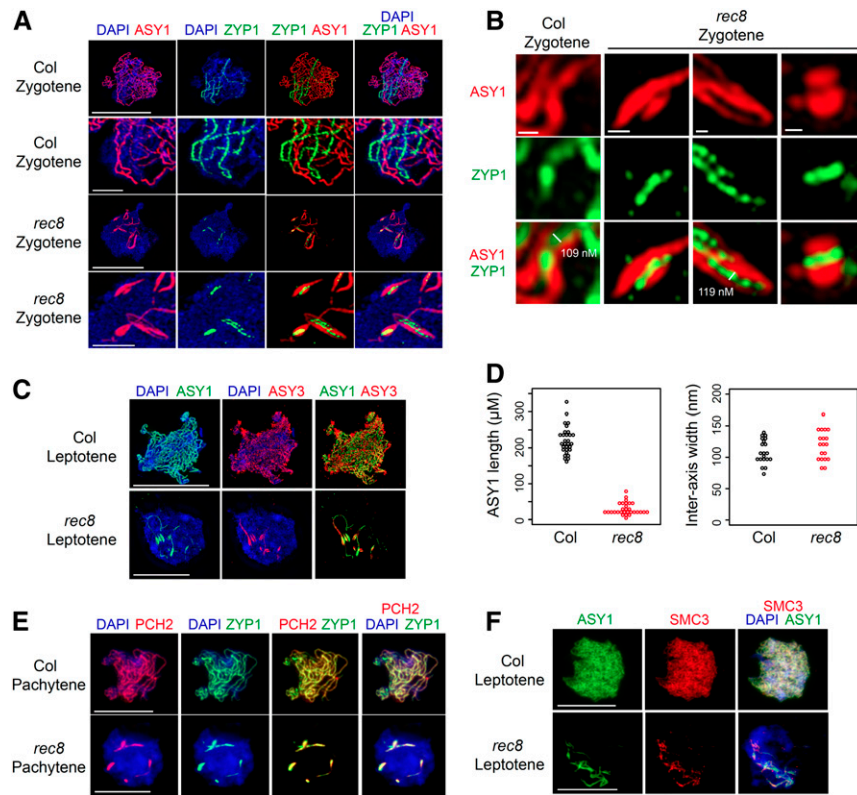 A
DAPI ASY1
DAPI ZYP1
ZYP1 ASY1
DAPI
ZYP1 ASY1
Col
Zygotene
Col
Zygotene
rec8
Zygotene
rec8
Zygotene
B
Col
Zygotene
rec8
Zygotene
ASY1
ZYP1
ASY1
ZYP1
109 nM
119 nM
C
DAPI ASY1
DAPI ASY3
ASY1 ASY3
Col
Leptotene
rec8
Leptotene
D
ASY1 length (µM)
0
100
200
300
Col
rec8
Inter-axis width (nm)
0
50
100
150
200
Col
rec8
E
DAPI PCH2
DAPI ZYP1
PCH2 ZYP1
PCH2
DAPI ZYP1
Col
Pachytene
rec8
Pachytene
F
ASY1
SMC3
SMC3
DAPI ASY1
Col
Leptotene
rec8
Leptotene